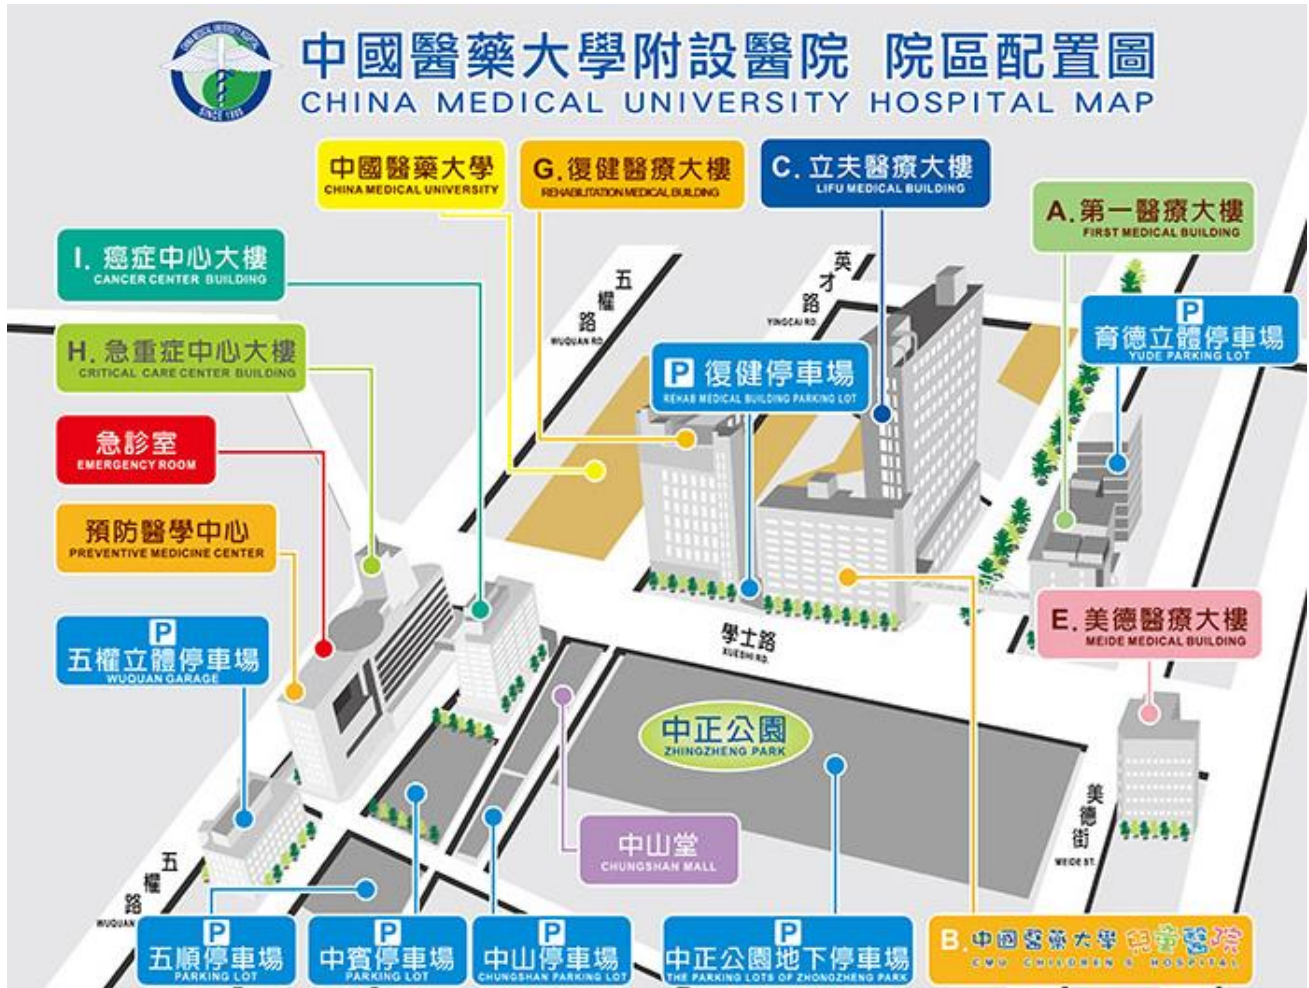 CHINA MEDICAL UNIVERSITY HOSPITAL
SINCE 1980
中國醫藥大學附設醫院 院區配置圖
CHINA MEDICAL UNIVERSITY HOSPITAL MAP
中國醫藥大學
CHINA MEDICAL UNIVERSITY
G.復健醫療大樓
REHABILITATION MEDICAL BUILDING
C.立夫醫療大樓
LIFU MEDICAL BUILDING
A.第一醫療大樓
FIRST MEDICAL BUILDING
I.癌症中心大樓
CANCER CENTER BUILDING
五權路
WUQUAN RD.
英才路
YINGCAI RD.
P
育德立體停車場
YUDE PARKING LOT
H.急重症中心大樓
CRITICAL CARE CENTER BUILDING
P 復健停車場
REHAB MEDICAL BUILDING PARKING LOT
急診室
EMERGENCY ROOM
預防醫學中心
PREVENTIVE MEDICINE CENTER
E.美德醫療大樓
MEIDE MEDICAL BUILDING
P
五權立體停車場
WUQUAN GARAGE
學士路
XUESHI RD.
中正公園
ZHINGZHENG PARK
美德街
MEIDE ST.
中山堂
CHUNGSHAN MALL
五權路
WUQUAN
P
五順停車場
PARKING LOT
P
中賓停車場
PARKING LOT
P
中山停車場
CHUNGSHAN PARKING LOT
P
中正公園地下停車場
THE PARKING LOTS OF ZHONGZHENG PARK
B.中國醫藥大學 兒童醫院
CMU CHILDREN'S HOSPITAL